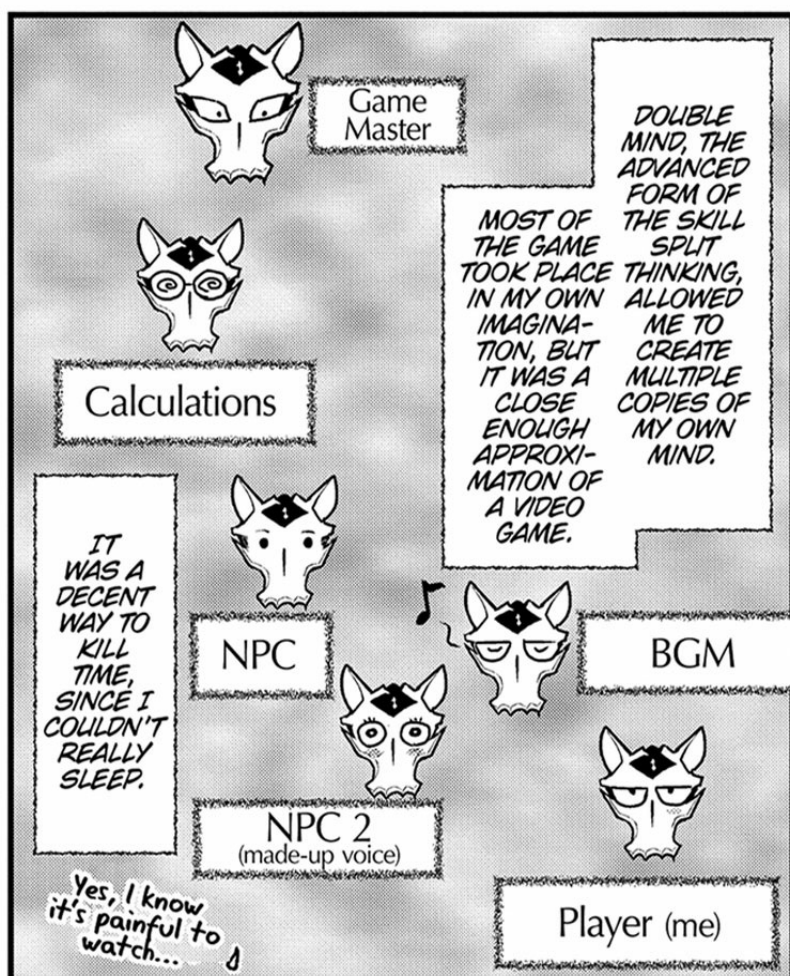 Game
Master
DOUBLE
MIND, THE
ADVANCED
FORM OF
THE SKILL
SPLIT
THINKING,
ALLOWED
ME TO
CREATE
MULTIPLE
COPIES OF
MY OWN
MIND.
MOST OF
THE GAME
TOOK PLACE
IN MY OWN
IMAGINA-
TION, BUT
IT WAS A
CLOSE
ENOUGH
APPROXI-
MATION OF
A VIDEO
GAME.
Calculations
NPC
BGM
NPC 2
(made-up voice)
Player (me)
IT
WAS A
DECENT
WAY TO
KILL
TIME,
SINCE I
COULDN'T
REALLY
SLEEP.
Yes, I know
it's painful to
watch...